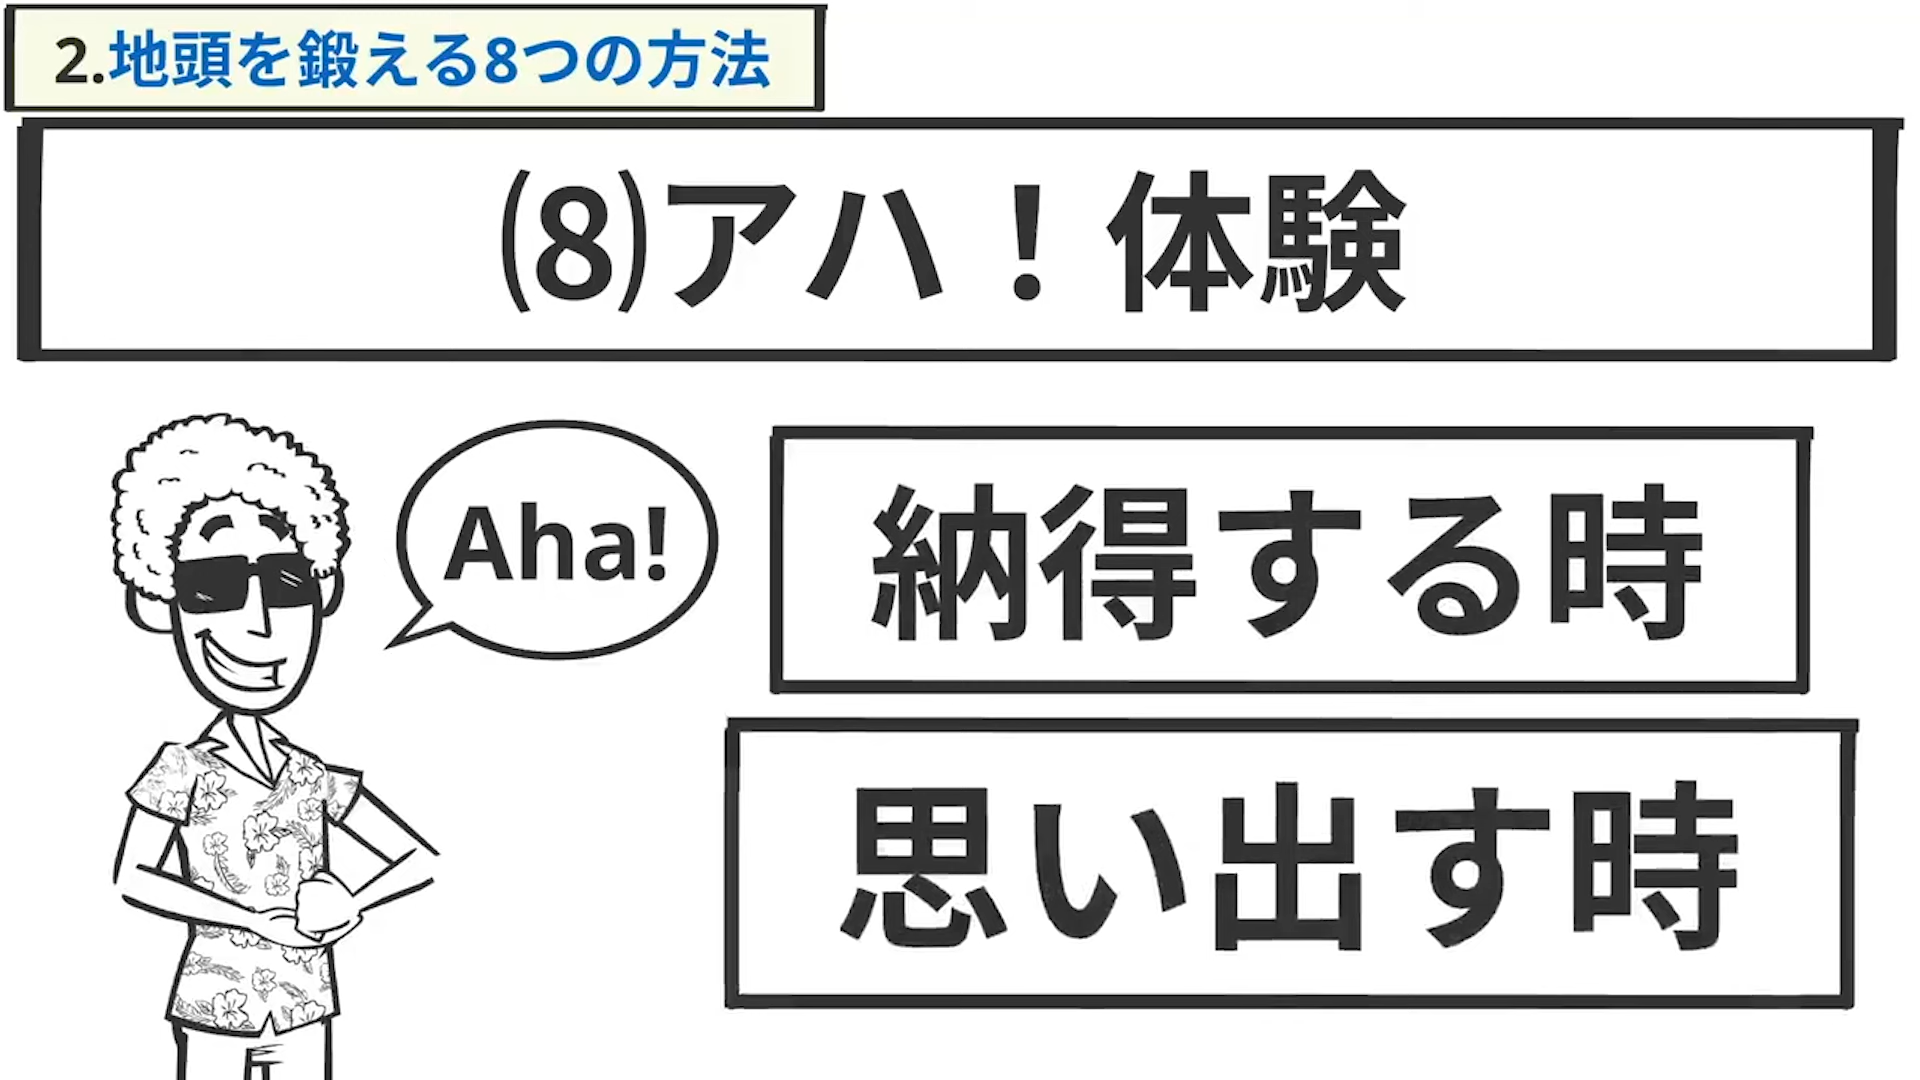 2.地頭を鍛える8つの方法
⑻アハ！体験
Aha!
納得する時
思い出す時